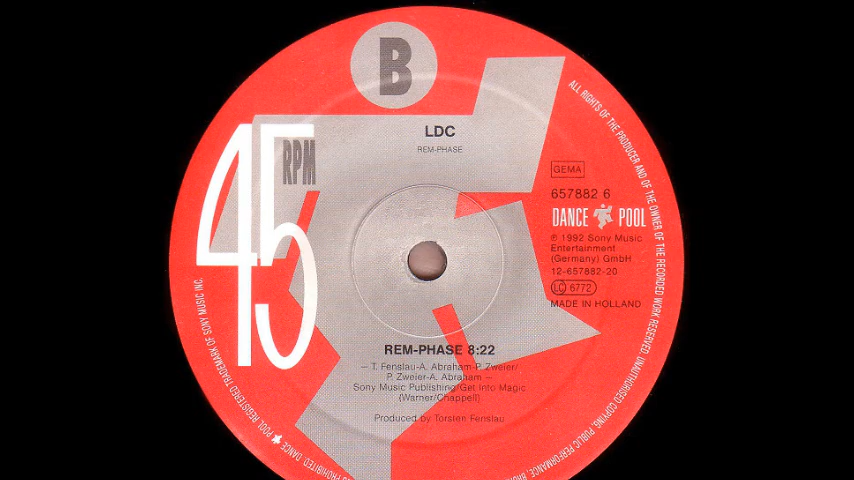 B
LDC
REM-PHASE
45
RPM
GEMA
657882 6
DANCE POOL
℗ 1992 Sony Music
Entertainment
(Germany) GmbH
12-657882-20
LC 6772
MADE IN HOLLAND
REM-PHASE 8:22
— T. Fenslau-A. Abraham-P. Zweier/
P. Zweier-A. Abraham —
Sony Music Publishing/Get Into Magic
(Warner/Chappell)
Produced by Torsten Fenslau
ALL RIGHTS OF THE PRODUCER AND OF THE OWNER OF THE RECORDED WORK RESERVED. UNAUTHORISED COPYING, PUBLIC PERFORMANCE,
PROHIBITED. DANCE POOL REGISTERED TRADEMARK OF SONY MUSIC INC.